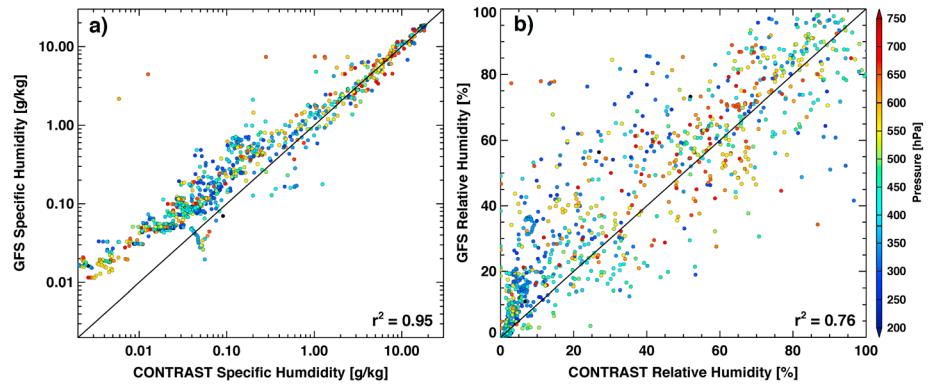 a)
10.00
1.00
0.10
0.01
GFS Specific Humidity [g/kg]
r² = 0.95
0.01 0.10 1.00 10.00
CONTRAST Specific Humdidity [g/kg]
b)
100
80
60
40
20
0
GFS Relative Humidity [%]
r² = 0.76
0 20 40 60 80 100
CONTRAST Relative Humidity [%]
750
700
650
600
550
500
450
400
350
300
250
200
Pressure [hPa]